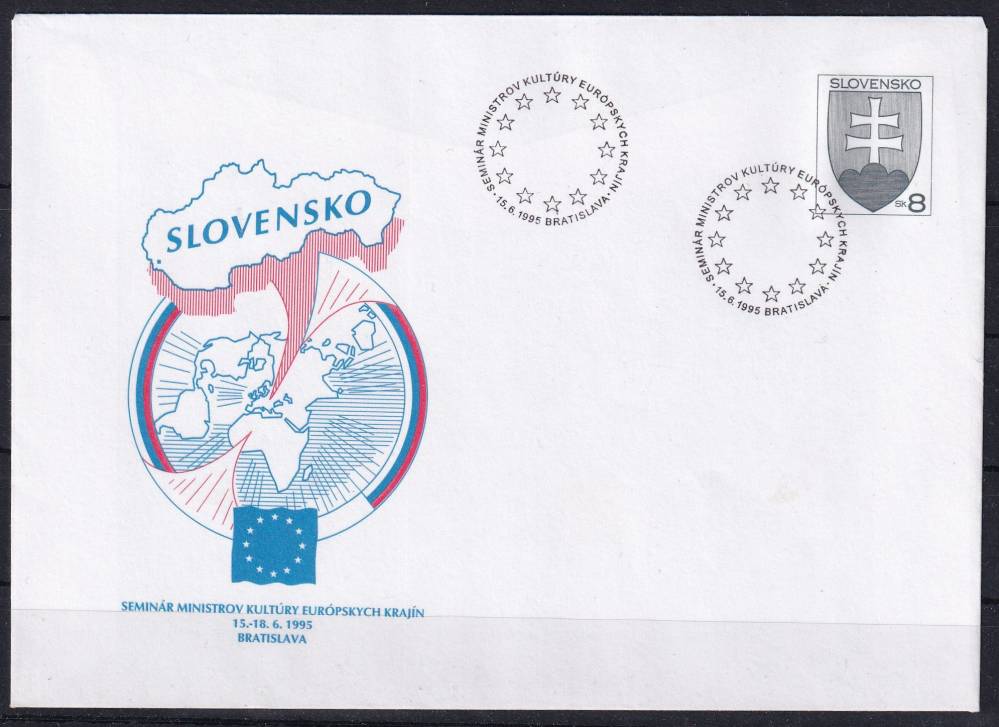 SEMINÁR MINISTROV KULTÚRY EURÓPSKYCH KRAJÍN
· 15.6.1995 BRATISLAVA ·
SLOVENSKO
SK 8
SEMINÁR MINISTROV KULTÚRY EURÓPSKYCH KRAJÍN
· 15.6.1995 BRATISLAVA ·
SLOVENSKO
SEMINÁR MINISTROV KULTÚRY EURÓPSKYCH KRAJÍN
15.-18. 6. 1995
BRATISLAVA